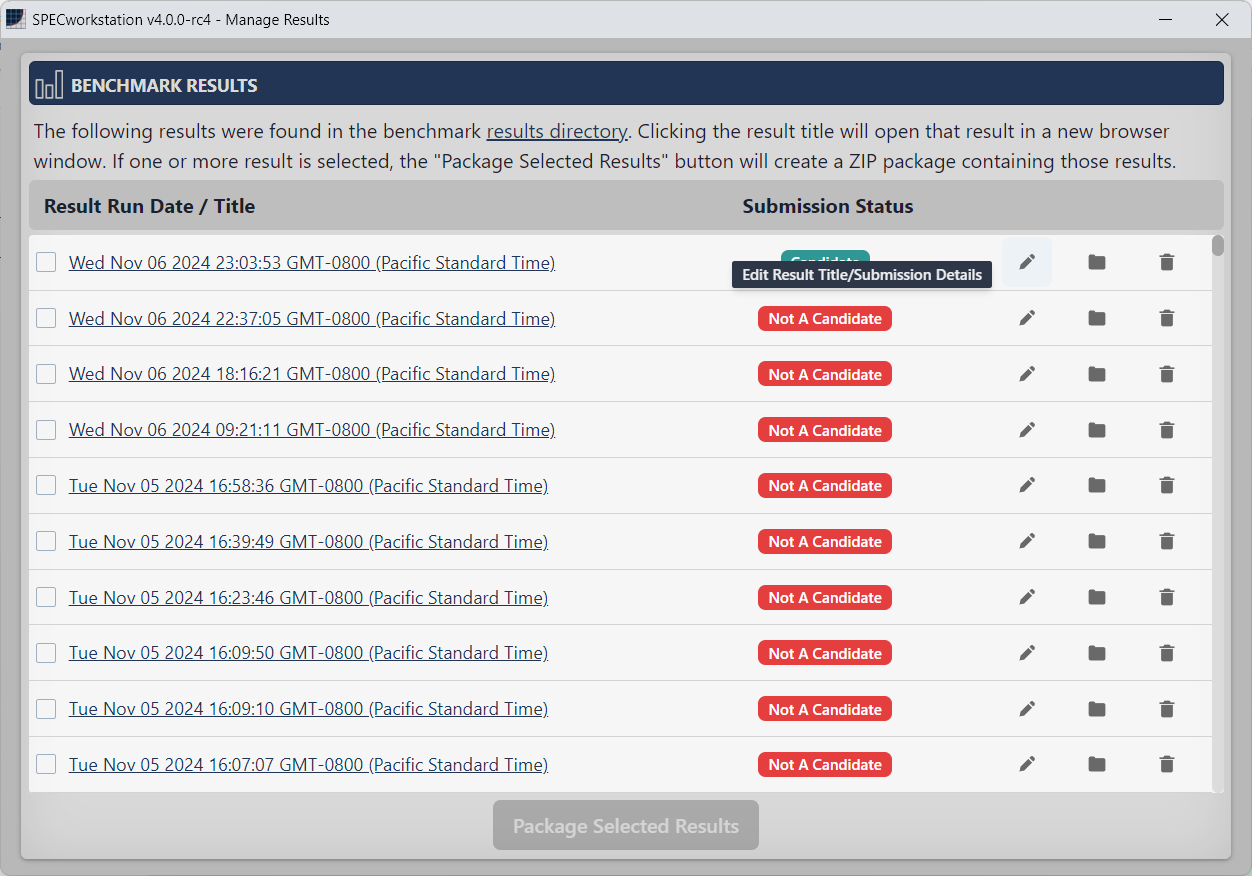 SPECworkstation v4.0.0-rc4 - Manage Results
BENCHMARK RESULTS
The following results were found in the benchmark results directory. Clicking the result title will open that result in a new browser
window. If one or more result is selected, the "Package Selected Results" button will create a ZIP package containing those results.
Result Run Date / Title Submission Status
Wed Nov 06 2024 23:03:53 GMT-0800 (Pacific Standard Time) Candidate
Edit Result Title/Submission Details
Wed Nov 06 2024 22:37:05 GMT-0800 (Pacific Standard Time) Not A Candidate
Wed Nov 06 2024 18:16:21 GMT-0800 (Pacific Standard Time) Not A Candidate
Wed Nov 06 2024 09:21:11 GMT-0800 (Pacific Standard Time) Not A Candidate
Tue Nov 05 2024 16:58:36 GMT-0800 (Pacific Standard Time) Not A Candidate
Tue Nov 05 2024 16:39:49 GMT-0800 (Pacific Standard Time) Not A Candidate
Tue Nov 05 2024 16:23:46 GMT-0800 (Pacific Standard Time) Not A Candidate
Tue Nov 05 2024 16:09:50 GMT-0800 (Pacific Standard Time) Not A Candidate
Tue Nov 05 2024 16:09:10 GMT-0800 (Pacific Standard Time) Not A Candidate
Tue Nov 05 2024 16:07:07 GMT-0800 (Pacific Standard Time) Not A Candidate
Package Selected Results